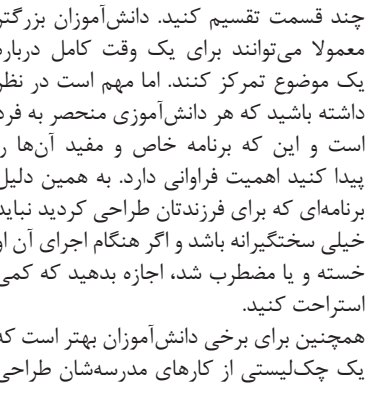 چند قسمت تقسیم کنید. دانش‌آموزان بزرگتر
معمولا می‌توانند برای یک وقت کامل درباره
یک موضوع تمرکز کنند. اما مهم است در نظر
داشته باشید که هر دانش‌آموزی منحصر به فرد
است و این که برنامه خاص و مفید آن‌ها را
پیدا کنید اهمیت فراوانی دارد. به همین دلیل
برنامه‌ای که برای فرزندتان طراحی کردید نباید
خیلی سختگیرانه باشد و اگر هنگام اجرای آن او
خسته و یا مضطرب شد، اجازه بدهید که کمی
استراحت کنید.
همچنین برای برخی دانش‌آموزان بهتر است که
یک چک‌لیستی از کارهای مدرسه‌شان طراحی